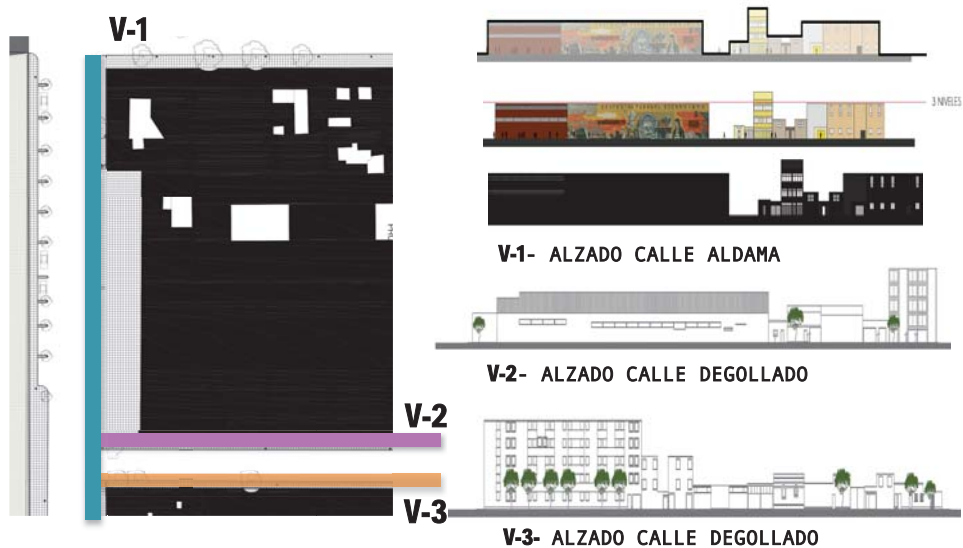 V-1
3 NIVELES
V-1- ALZADO CALLE ALDAMA
V-2- ALZADO CALLE DEGOLLADO
V-2
V-3
V-3- ALZADO CALLE DEGOLLADO